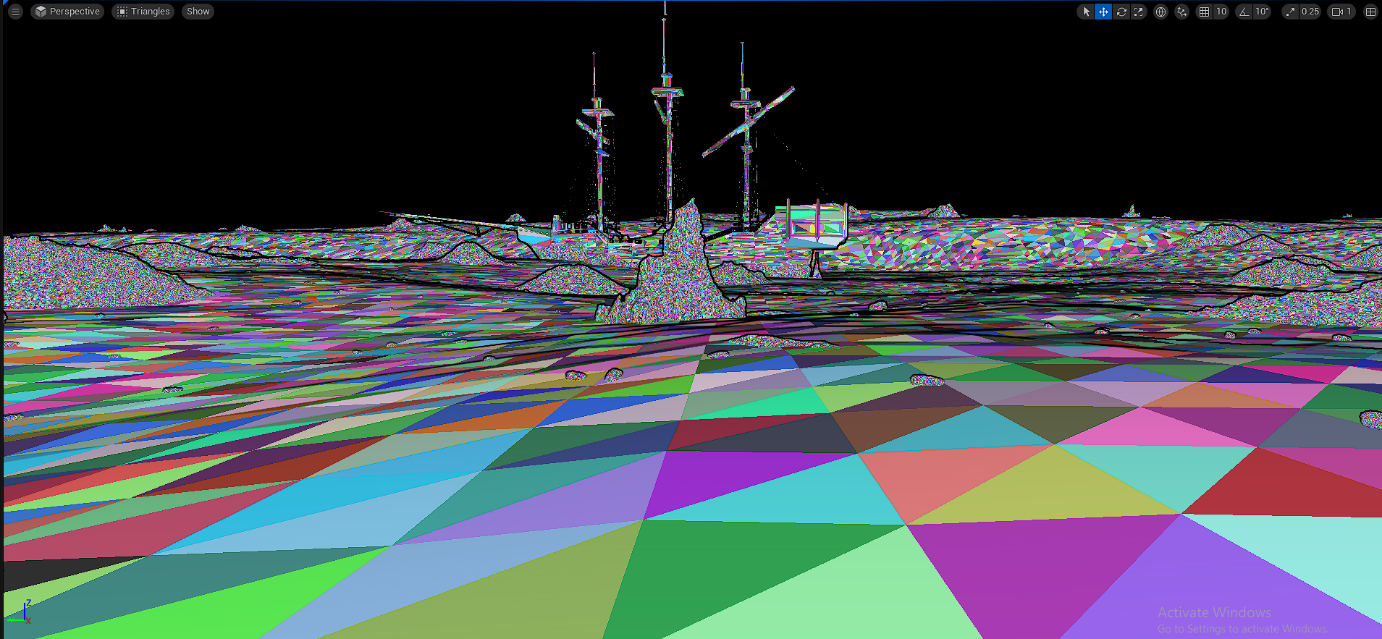 Perspective Triangles Show 10 10° 0.25 1
Z
X
Activate Windows
Go to Settings to activate Windows.